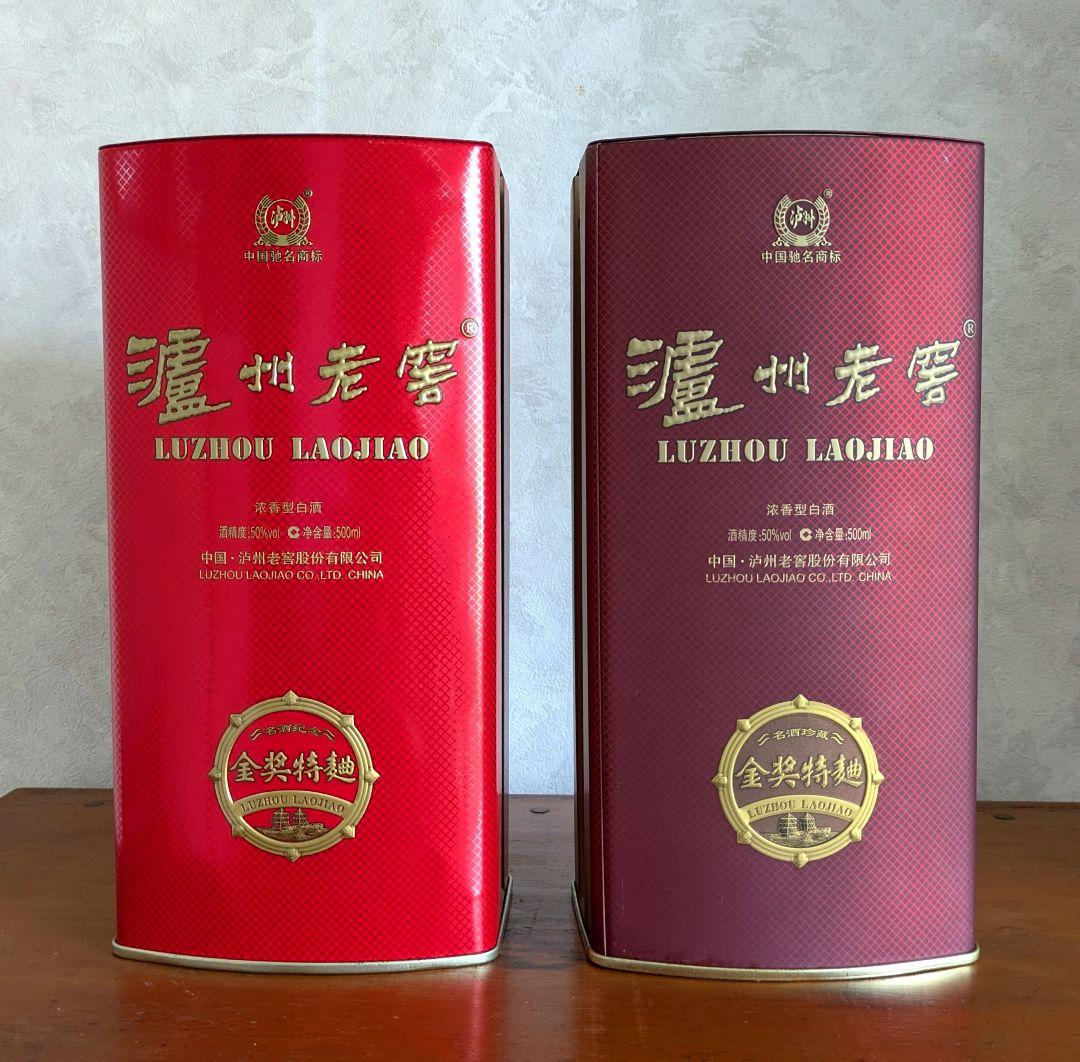 泸州®
中国驰名商标
瀘州老窖®
LUZHOU LAOJIAO
浓香型白酒
酒精度:50%vol 净含量:500ml
中国·泸州老窖股份有限公司
LUZHOU LAOJIAO CO.,LTD. CHINA
名酒纪念
金奖特麯
LUZHOU LAOJIAO
泸州®
中国驰名商标
瀘州老窖®
LUZHOU LAOJIAO
浓香型白酒
酒精度:50%vol 净含量:500ml
中国·泸州老窖股份有限公司
LUZHOU LAOJIAO CO.,LTD. CHINA
名酒珍藏
金奖特麯
LUZHOU LAOJIAO